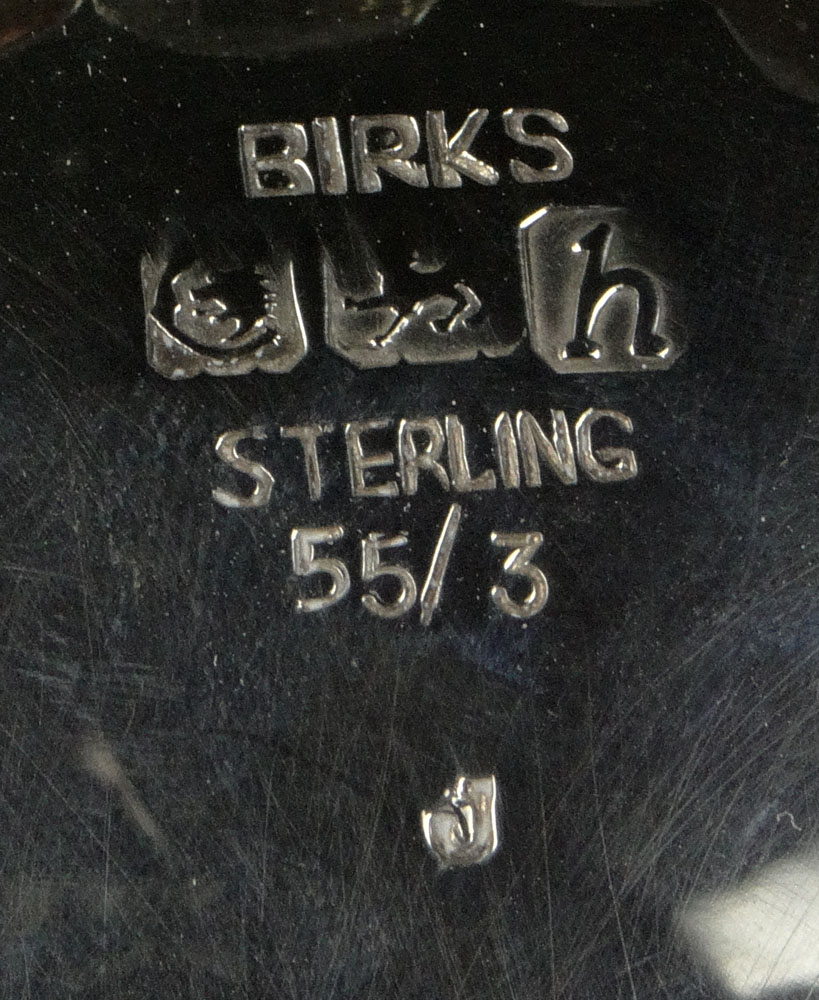 BIRKS
h
STERLING
55/3